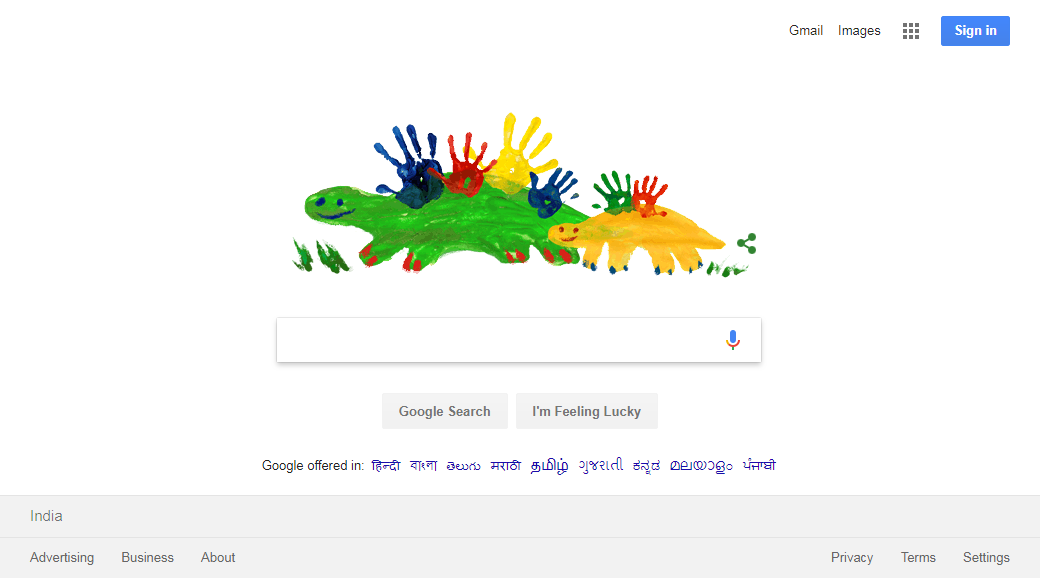 Gmail Images Sign in
Google Search I'm Feeling Lucky
Google offered in: हिन्दी বাংলা తెలుగు मराठी தமிழ் ગુજરાતી ಕನ್ನಡ മലയാളം ਪੰਜਾਬੀ
India
Advertising Business About Privacy Terms Settings